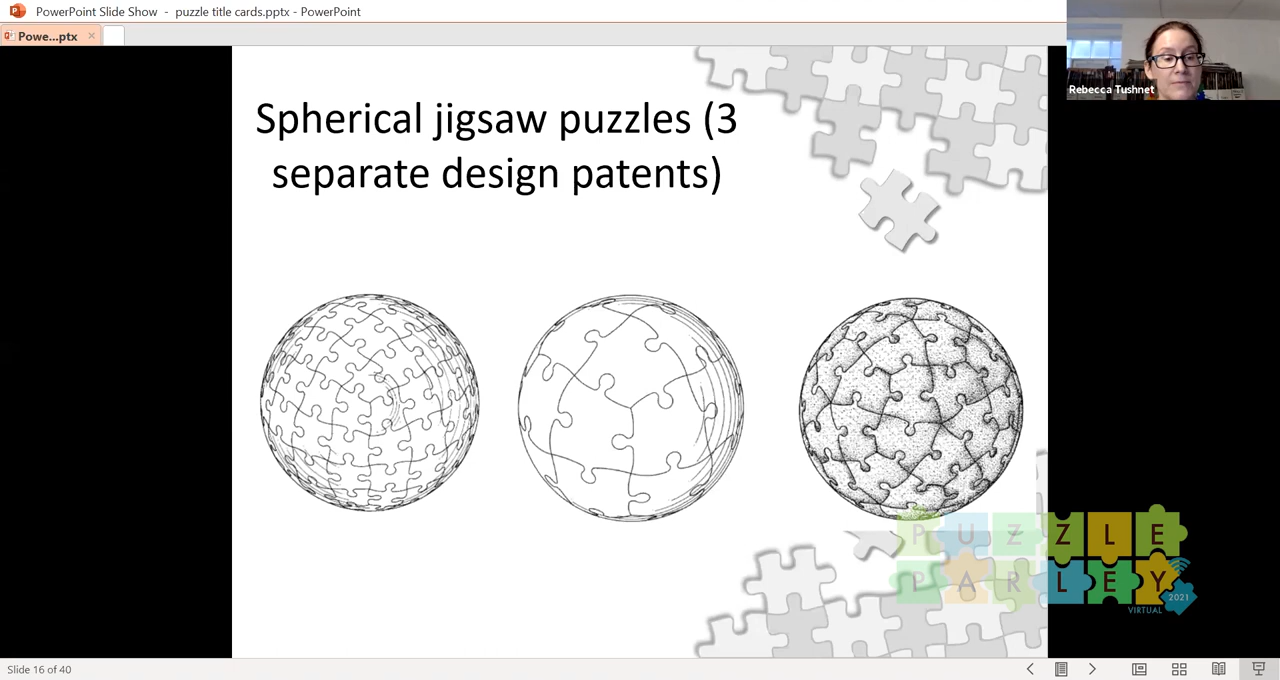 PowerPoint Slide Show - puzzle title cards.pptx - PowerPoint
Powe...ptx
Rebecca Tushnet
Spherical jigsaw puzzles (3
separate design patents)
PUZZLE
PARLEY
2021
VIRTUAL
Slide 16 of 40